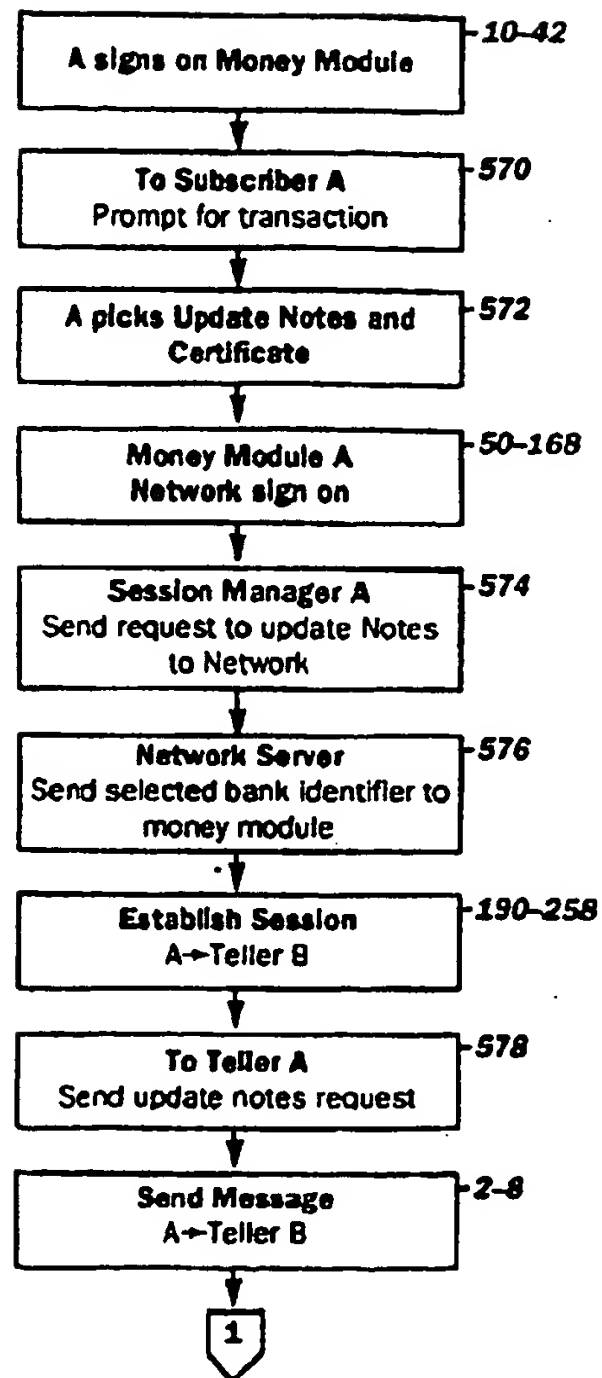 A signs on Money Module
10-42
To Subscriber A
Prompt for transaction
570
A picks Update Notes and
Certificate
572
Money Module A
Network sign on
50-168
Session Manager A
Send request to update Notes
to Network
574
Network Server
Send selected bank identifier to
money module
576
Establish Session
A→Teller B
190-258
To Teller A
Send update notes request
578
Send Message
A→Teller B
2-8
1